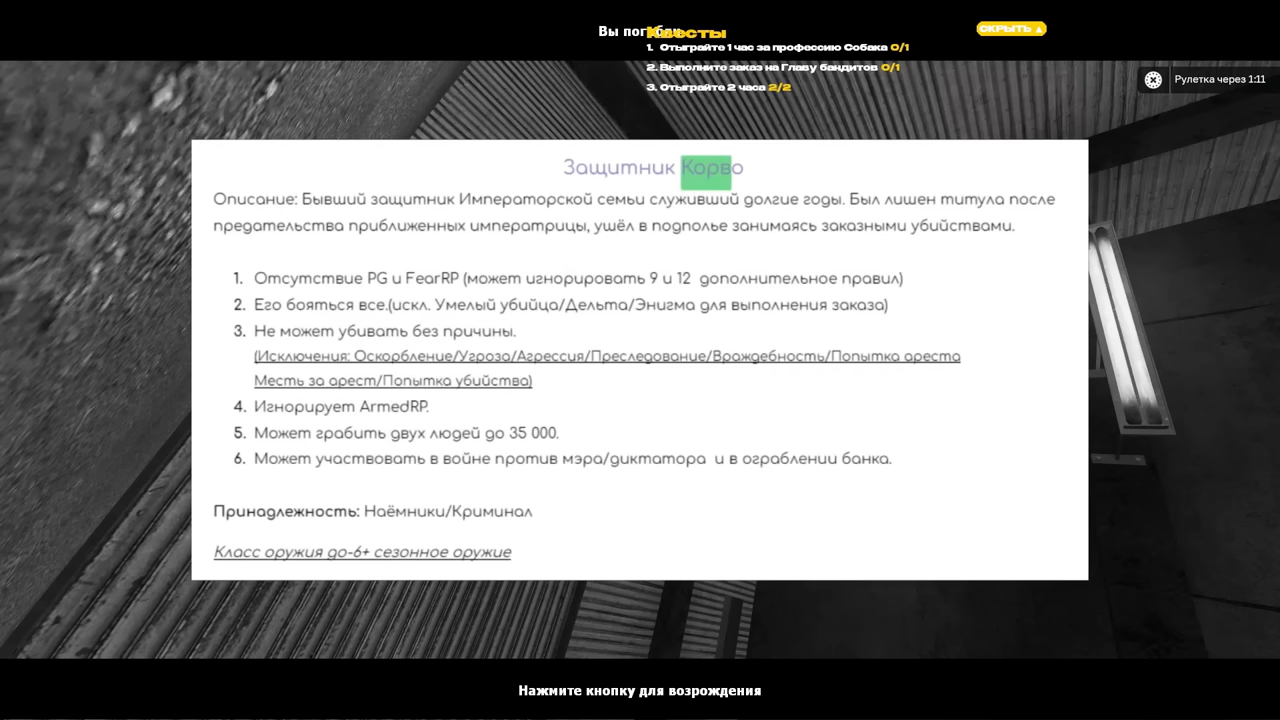 Вы погибли
Квесты
СКРЫТЬ ▲
1. Отыграйте 1 час за профессию Собака 0/1
2. Выполните заказ на Главу бандитов 0/1
3. Отыграйте 2 часа 2/2
Рулетка через 1:11
Защитник Корво
Описание: Бывший защитник Императорской семьи служивший долгие годы. Был лишен титула после
предательства приближенных императрицы, ушёл в подполье занимаясь заказными убийствами.
1. Отсутствие PG и FearRP (может игнорировать 9 и 12 дополнительное правил)
2. Его бояться все.(искл. Умелый убийца/Дельта/Энигма для выполнения заказа)
3. Не может убивать без причины.
(Исключения: Оскорбление/Угроза/Агрессия/Преследование/Враждебность/Попытка ареста
Месть за арест/Попытка убийства)
4. Игнорирует ArmedRP.
5. Может грабить двух людей до 35 000.
6. Может участвовать в войне против мэра/диктатора и в ограблении банка.
Принадлежность: Наёмники/Криминал
Класс оружия до-6+ сезонное оружие
Нажмите кнопку для возрождения